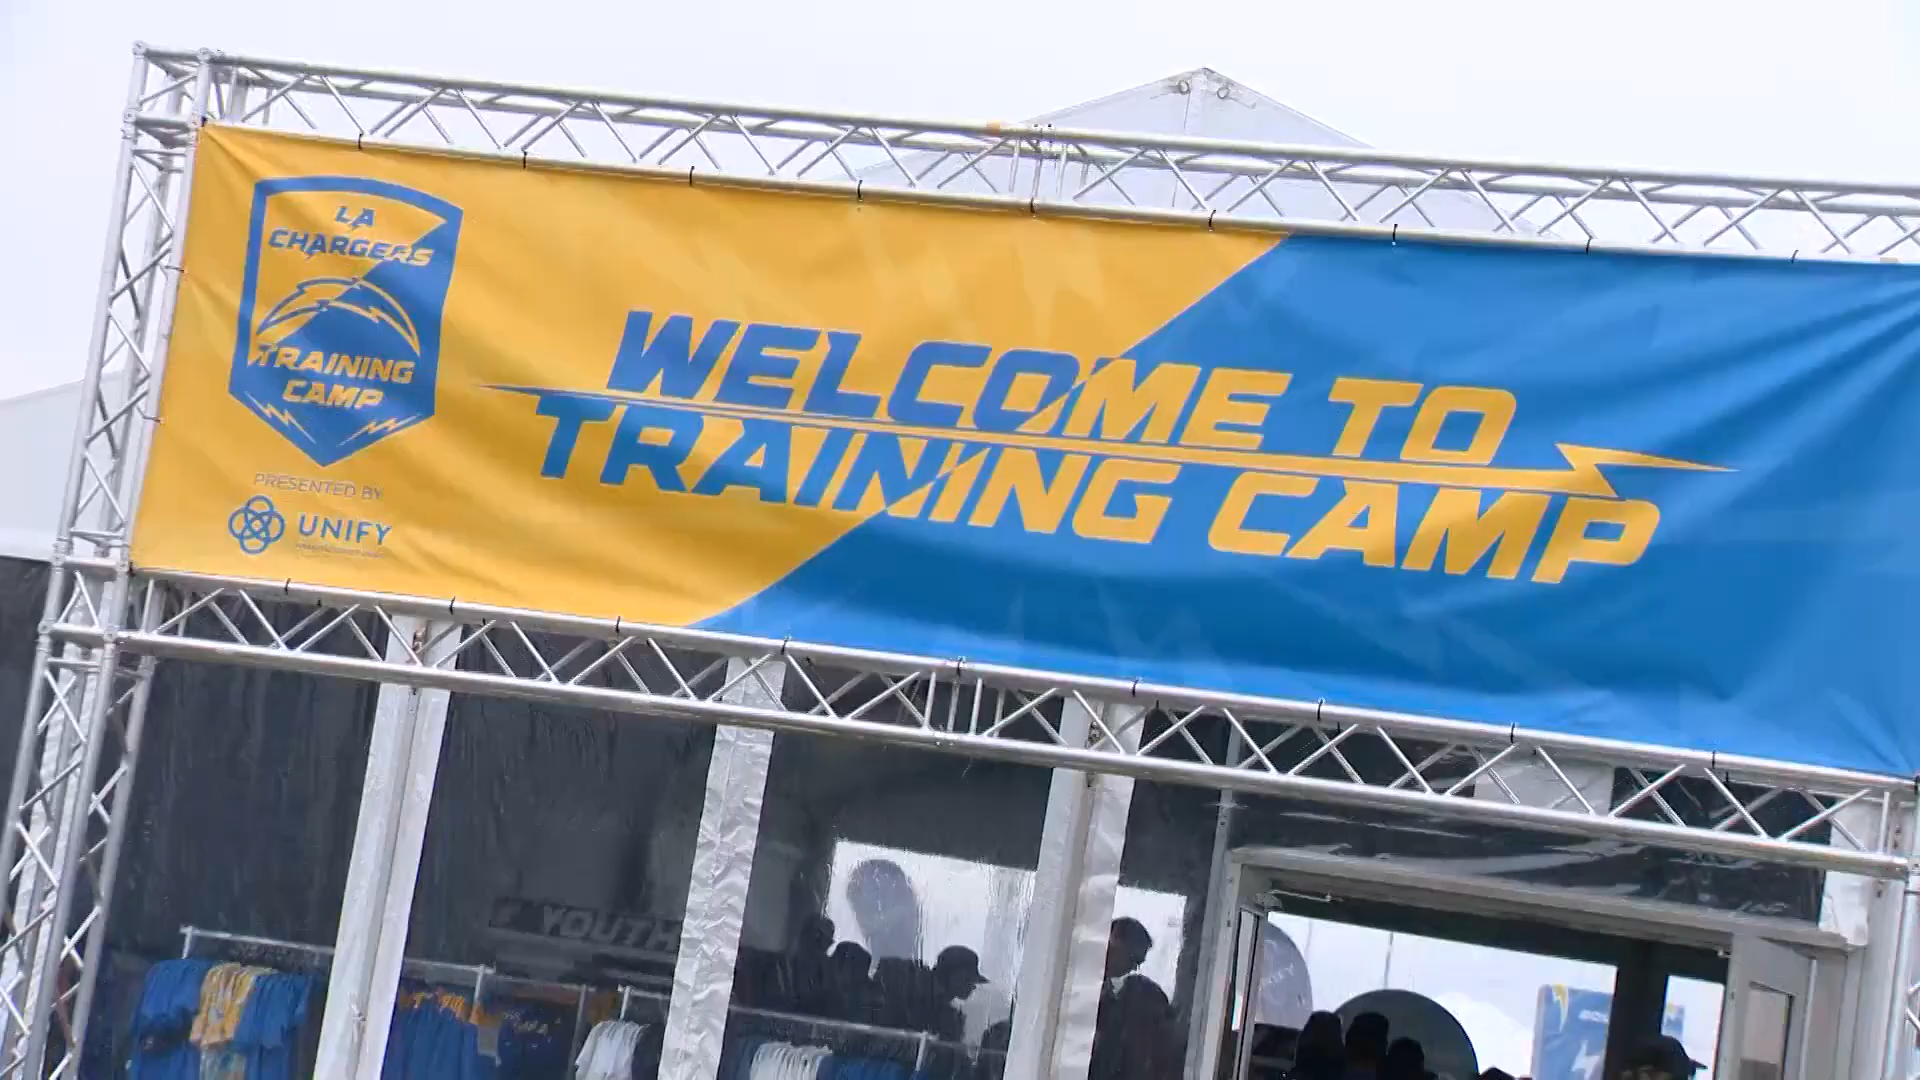 LA
CHARGERS
TRAINING
CAMP
PRESENTED BY
UNIFY
WELCOME TO
TRAINING CAMP
YOUTH